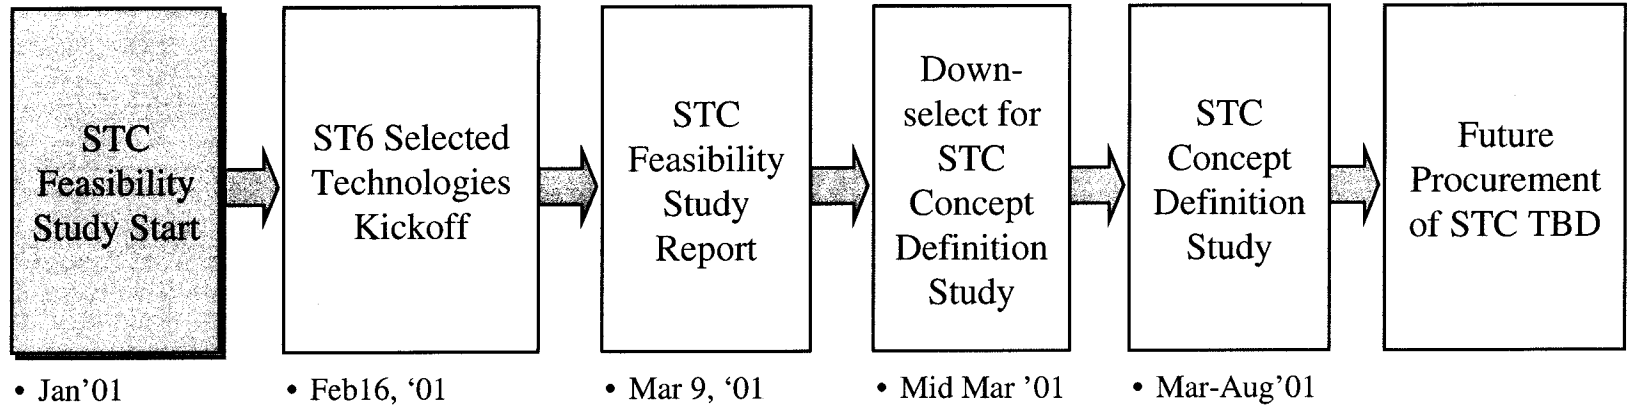 STC
Feasibility
Study Start
ST6 Selected
Technologies
Kickoff
STC
Feasibility
Study
Report
Down-
select for
STC
Concept
Definition
Study
STC
Concept
Definition
Study
Future
Procurement
of STC TBD
• Jan’01
• Feb16, ‘01
• Mar 9, ‘01
• Mid Mar ’01
• Mar-Aug’01